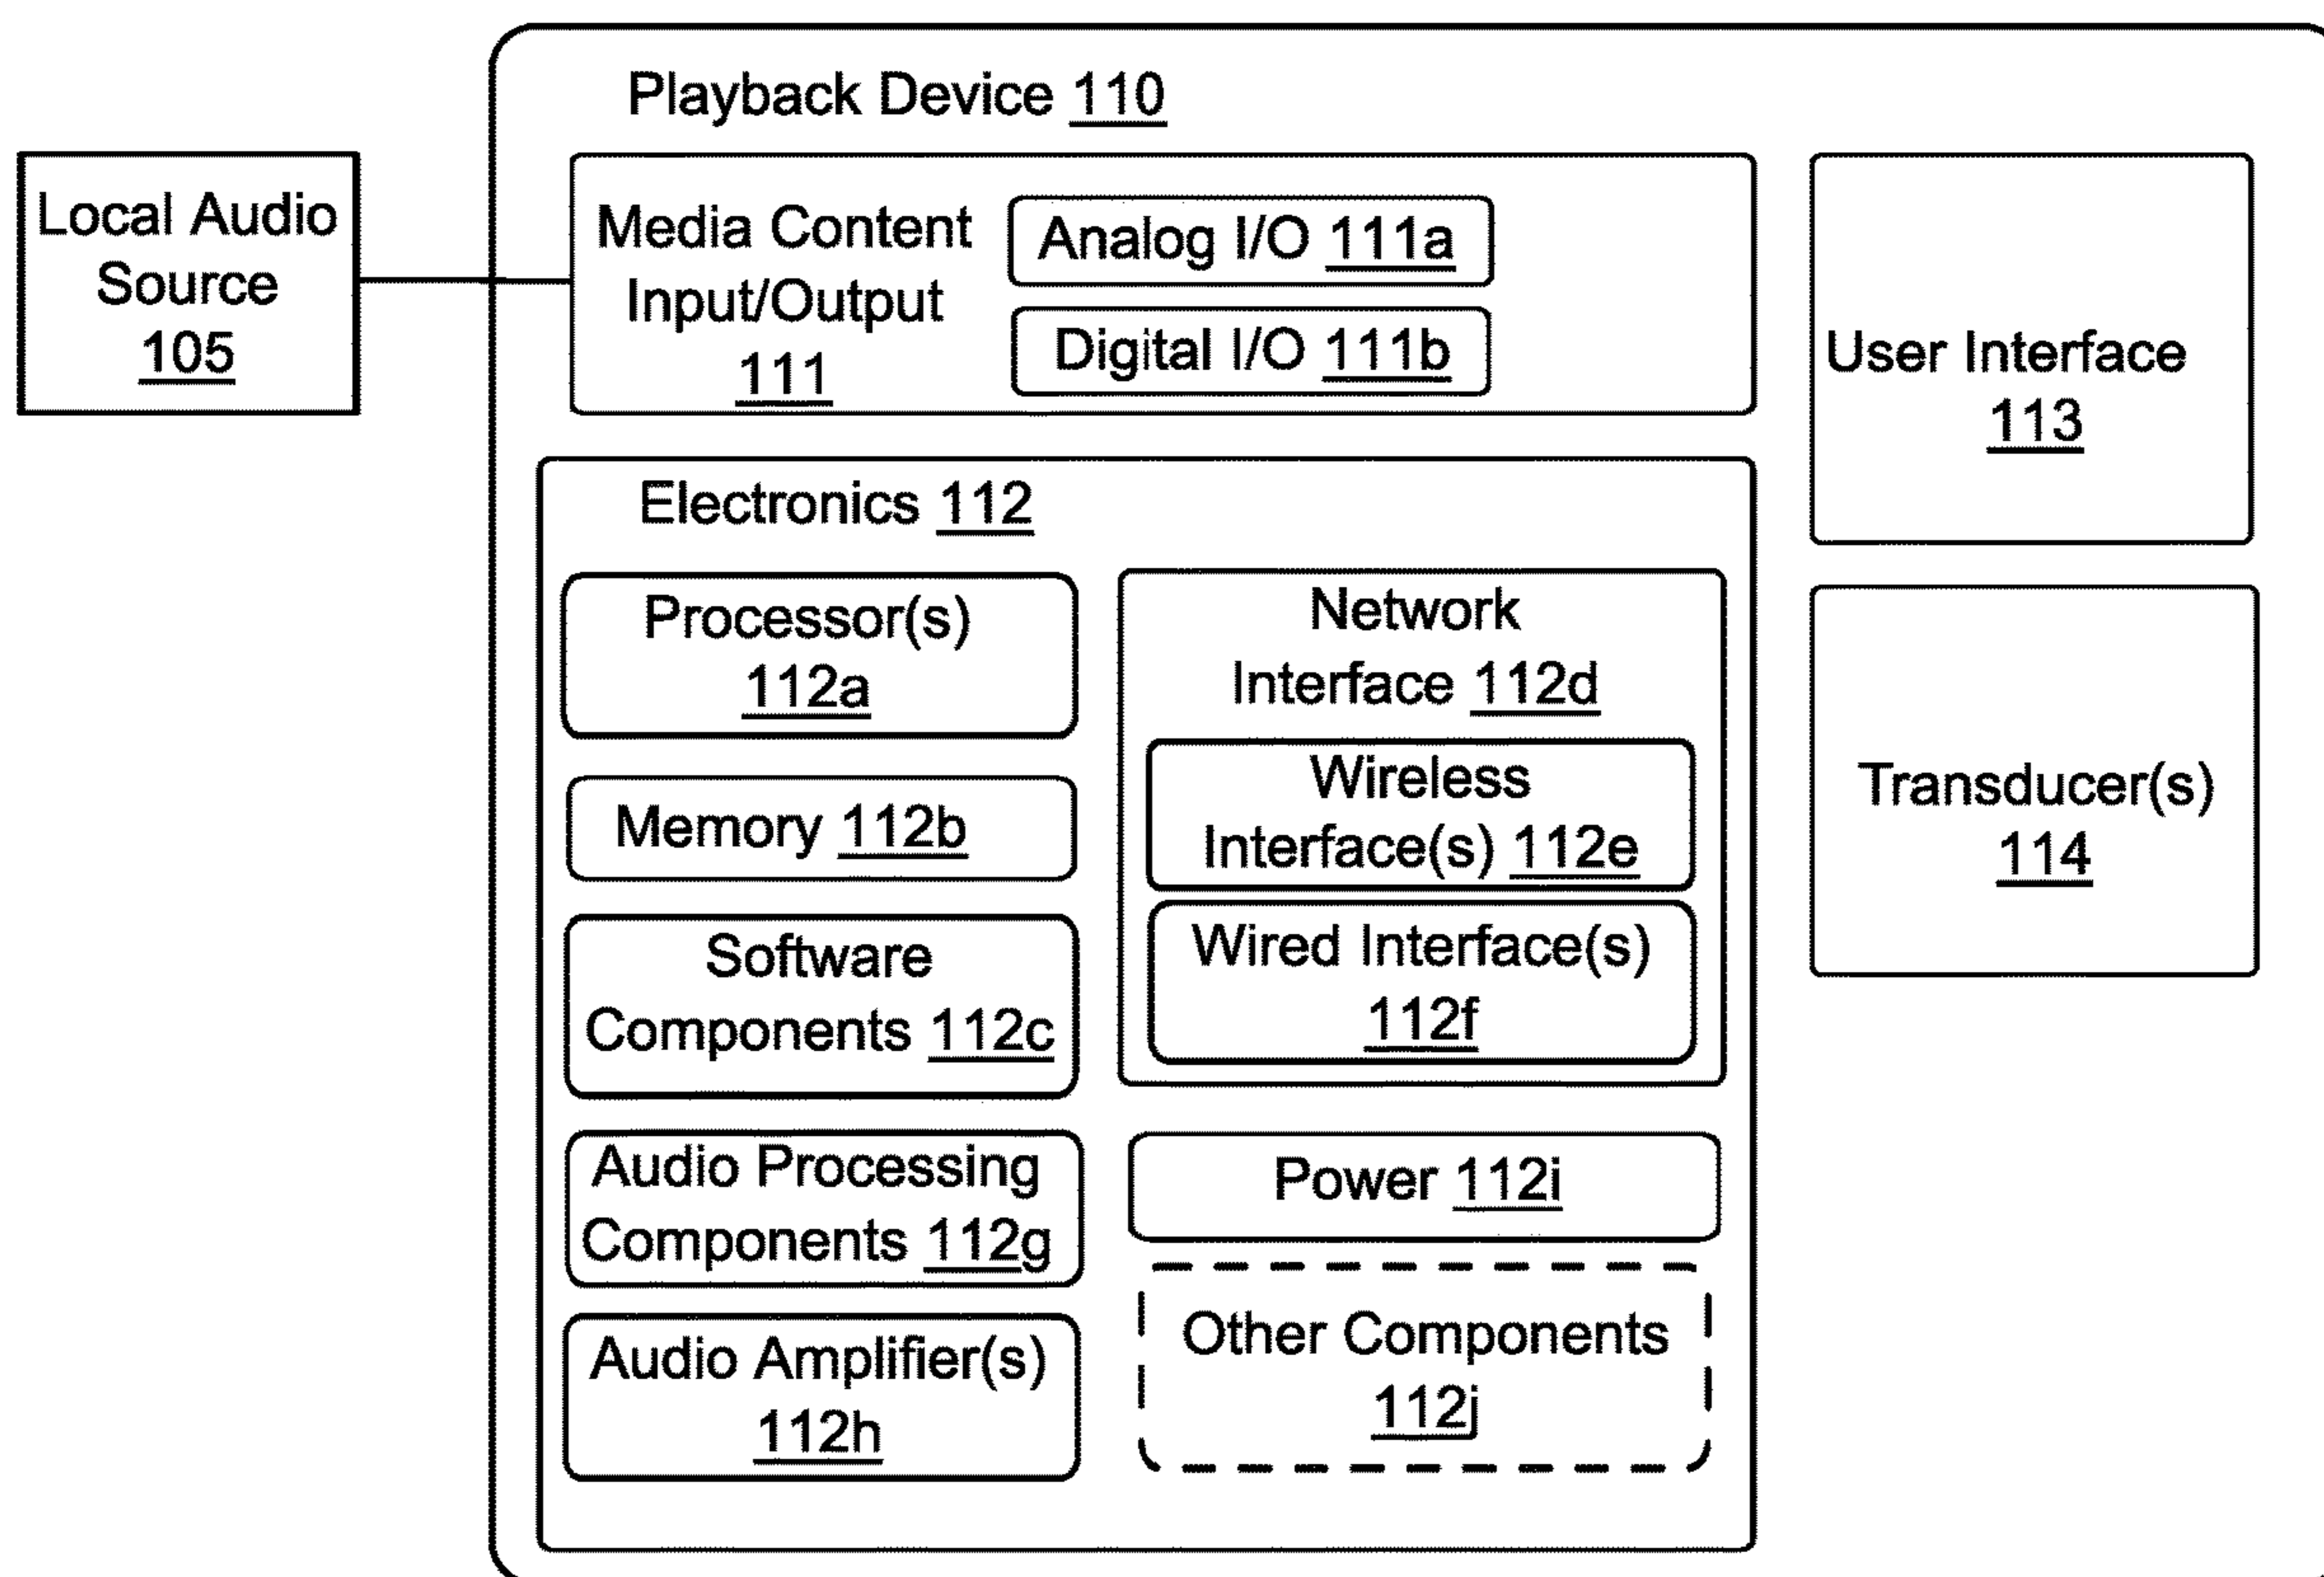 Playback Device 110
Local Audio
Source
105
Media Content
Input/Output
111
Analog I/O 111a
Digital I/O 111b
User Interface
113
Electronics 112
Processor(s)
112a
Memory 112b
Software
Components 112c
Audio Processing
Components 112g
Audio Amplifier(s)
112h
Network
Interface 112d
Wireless
Interface(s) 112e
Wired Interface(s)
112f
Power 112i
Other Components
112j
Transducer(s)
114